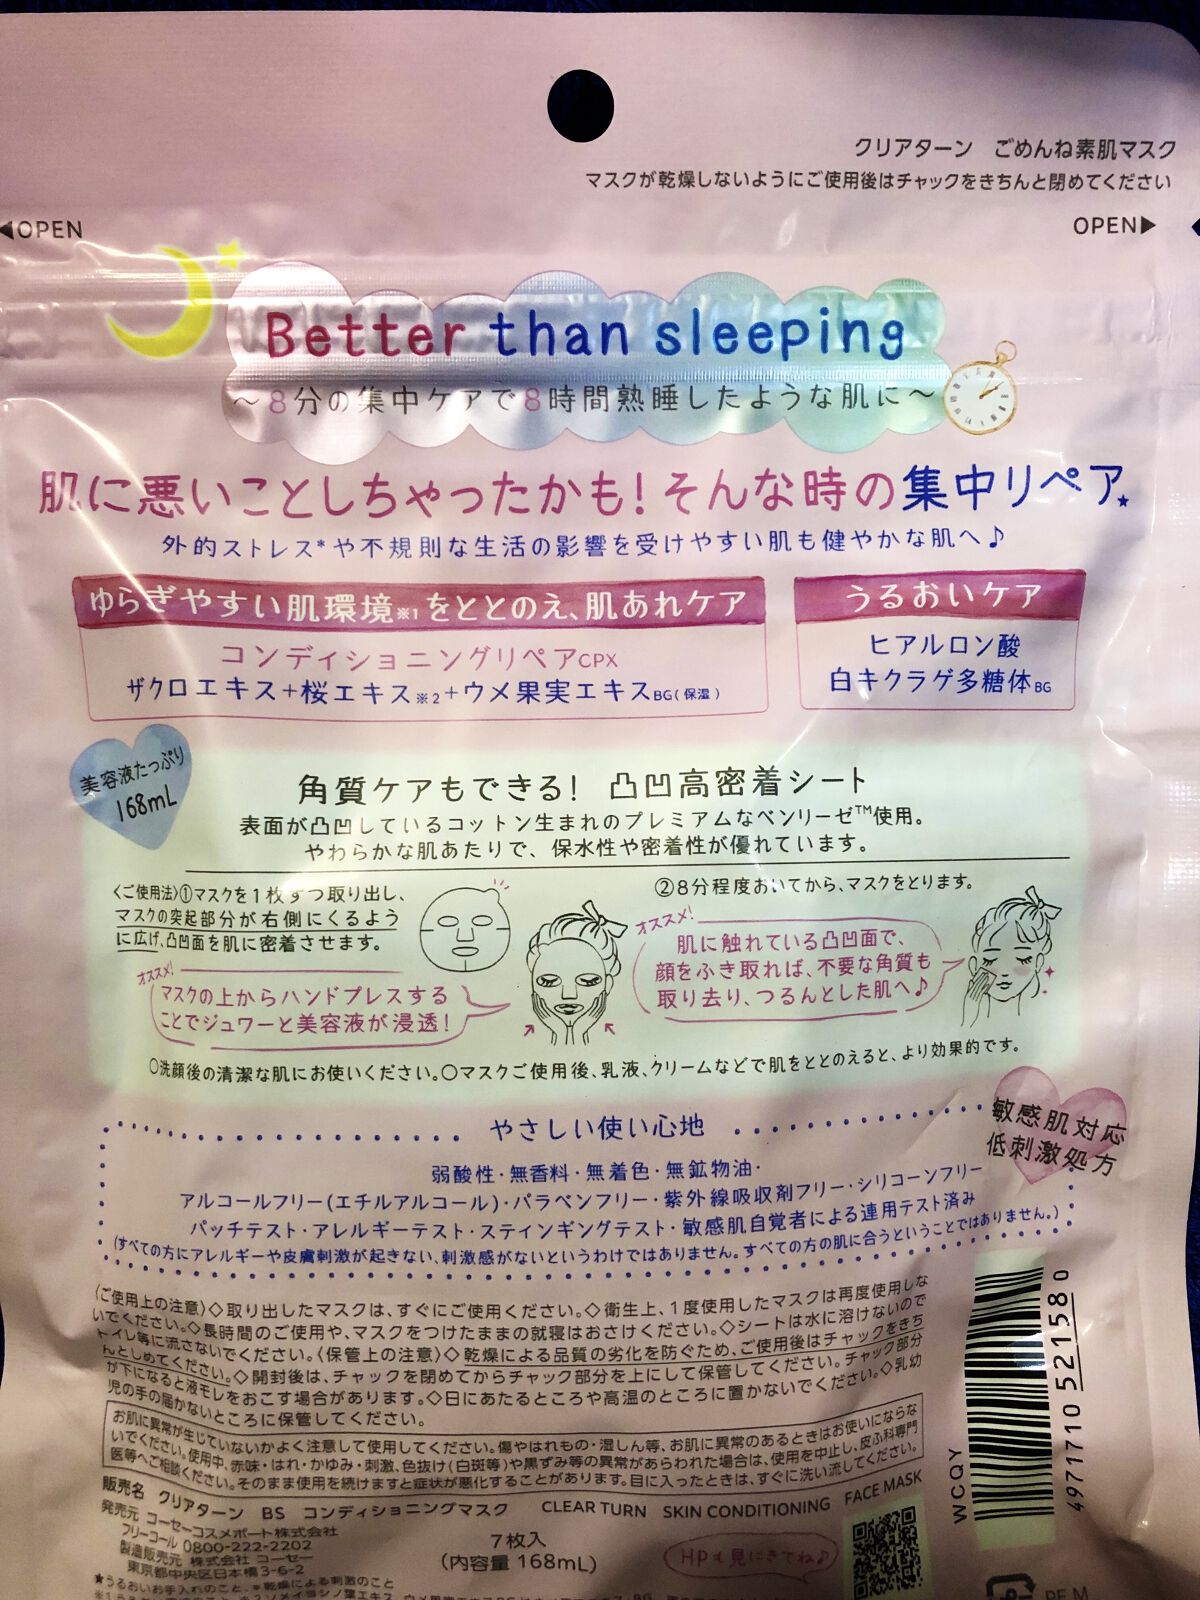 クリアターン ごめんね素肌マスク
マスクが乾燥しないようにご使用後はチャックをきちんと閉めてください
◀OPEN
OPEN▶
Better than sleeping
～8分の集中ケアで8時間熟睡したような肌に～
肌に悪いことしちゃったかも！そんな時の集中リペア★
外的ストレス*や不規則な生活の影響を受けやすい肌も健やかな肌へ♪
ゆらぎやすい肌環境※1をととのえ、肌あれケア
コンディショニングリペアCPX
ザクロエキス+桜エキス※2+ウメ果実エキスBG(保湿)
うるおいケア
ヒアルロン酸
白キクラゲ多糖体BG
美容液たっぷり
168mL
角質ケアもできる！ 凸凹高密着シート
表面が凸凹しているコットン生まれのプレミアムなベンリーゼTM使用。
やわらかな肌あたりで、保水性や密着性が優れています。
〈ご使用法〉①マスクを1枚ずつ取り出し、
マスクの突起部分が右側にくるよう
に広げ、凸凹面を肌に密着させます。
オススメ!
マスクの上からハンドプレスする
ことでジュワーと美容液が浸透！
②8分程度おいてから、マスクをとります。
オススメ!
肌に触れている凸凹面で、
顔をふき取れば、不要な角質も
取り去り、つるんとした肌へ♪
○洗顔後の清潔な肌にお使いください。○マスクご使用後、乳液、クリームなどで肌をととのえると、より効果的です。
敏感肌対応
低刺激処方
やさしい使い心地
弱酸性・無香料・無着色・無鉱物油・
アルコールフリー(エチルアルコール)・パラベンフリー・紫外線吸収剤フリー・シリコーンフリー
パッチテスト・アレルギーテスト・スティンギングテスト・敏感肌自覚者による連用テスト済み
(すべての方にアレルギーや皮膚刺激が起きない、刺激感がないというわけではありません。すべての方の肌に合うということではありません。)
〈ご使用上の注意〉◇取り出したマスクは、すぐにご使用ください。◇衛生上、1度使用したマスクは再度使用しな
いでください。◇長時間のご使用や、マスクをつけたままの就寝はおさけください。◇シートは水に溶けないので
トイレ等に流さないでください。〈保管上の注意〉◇乾燥による品質の劣化を防ぐため、ご使用後はチャックをきち
んとしめてください。◇開封後は、チャックを閉めてからチャック部分を上にして保管してください。チャック部分
が下になると液モレをおこす場合があります。◇日にあたるところや高温のところに置かないでください。◇乳幼
児の手の届かないところに保管してください。
お肌に異常が生じていないかよく注意して使用してください。傷やはれもの・湿しん等、お肌に異常のあるときはお使いにならな
いでください。使用中、赤味・はれ・かゆみ・刺激、色抜け(白斑等)や黒ずみ等の異常があらわれた場合は、使用を中止し、皮ふ科専門
医等へご相談ください。そのまま使用を続けますと症状が悪化することがあります。目に入ったときは、すぐに洗い流してください。
販売名 クリアターン BS コンディショニングマスク CLEAR TURN SKIN CONDITIONING FACE MASK
発売元 コーセーコスメポート株式会社
フリーコール 0800-222-2202
製造販売元 株式会社 コーセー
東京都中央区日本橋3-6-2
7枚入
(内容量 168mL)
HPも見にきてね♪
WCQY
4971710521580
PE,M
★うるおいお手入れのこと、*乾燥による刺激のこと